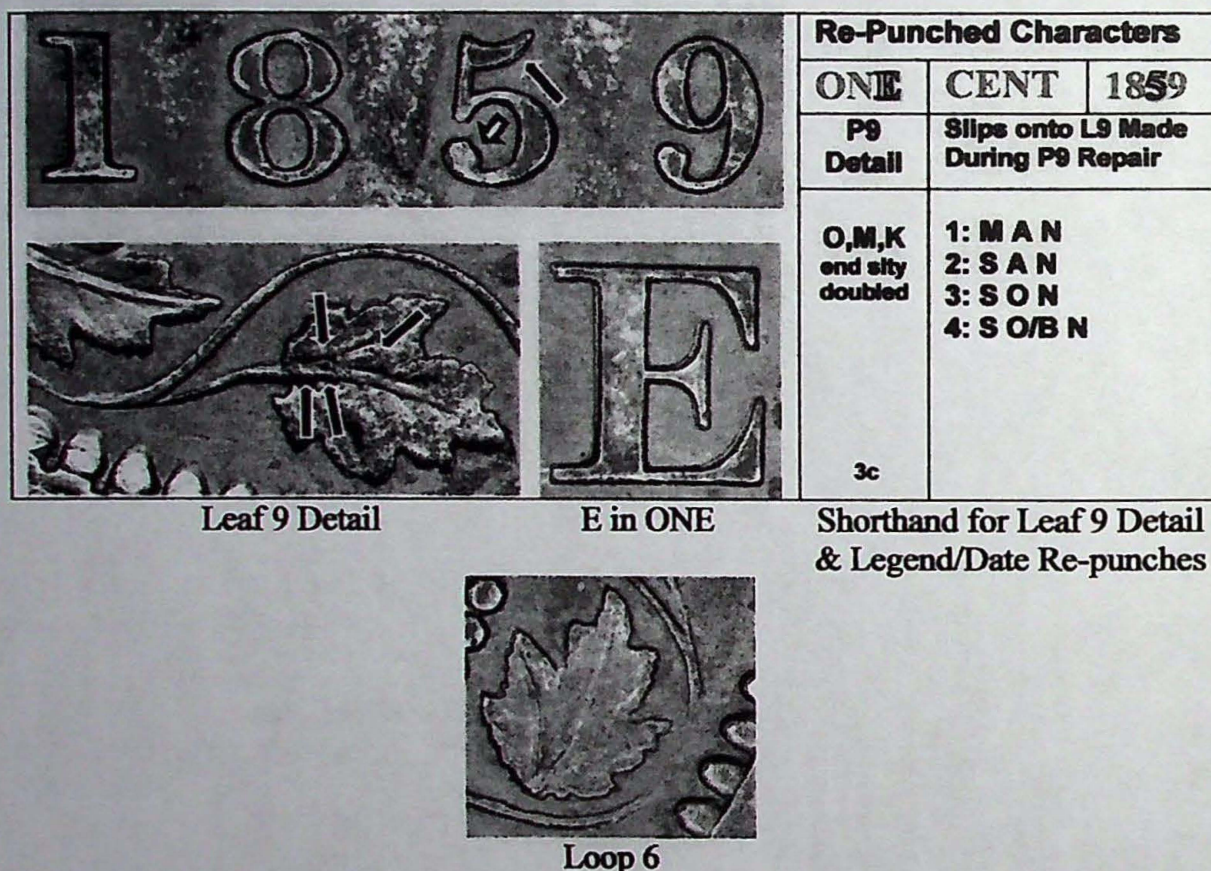 1859
Re-Punched Characters
ONE CENT 1859
P9 Detail
Slips onto L9 Made
During P9 Repair
O,M,K
end slty
doubled
3c
1: M A N
2: S A N
3: S O N
4: S O/B N
E
Leaf 9 Detail
E in ONE
Shorthand for Leaf 9 Detail
& Legend/Date Re-punches
Loop 6